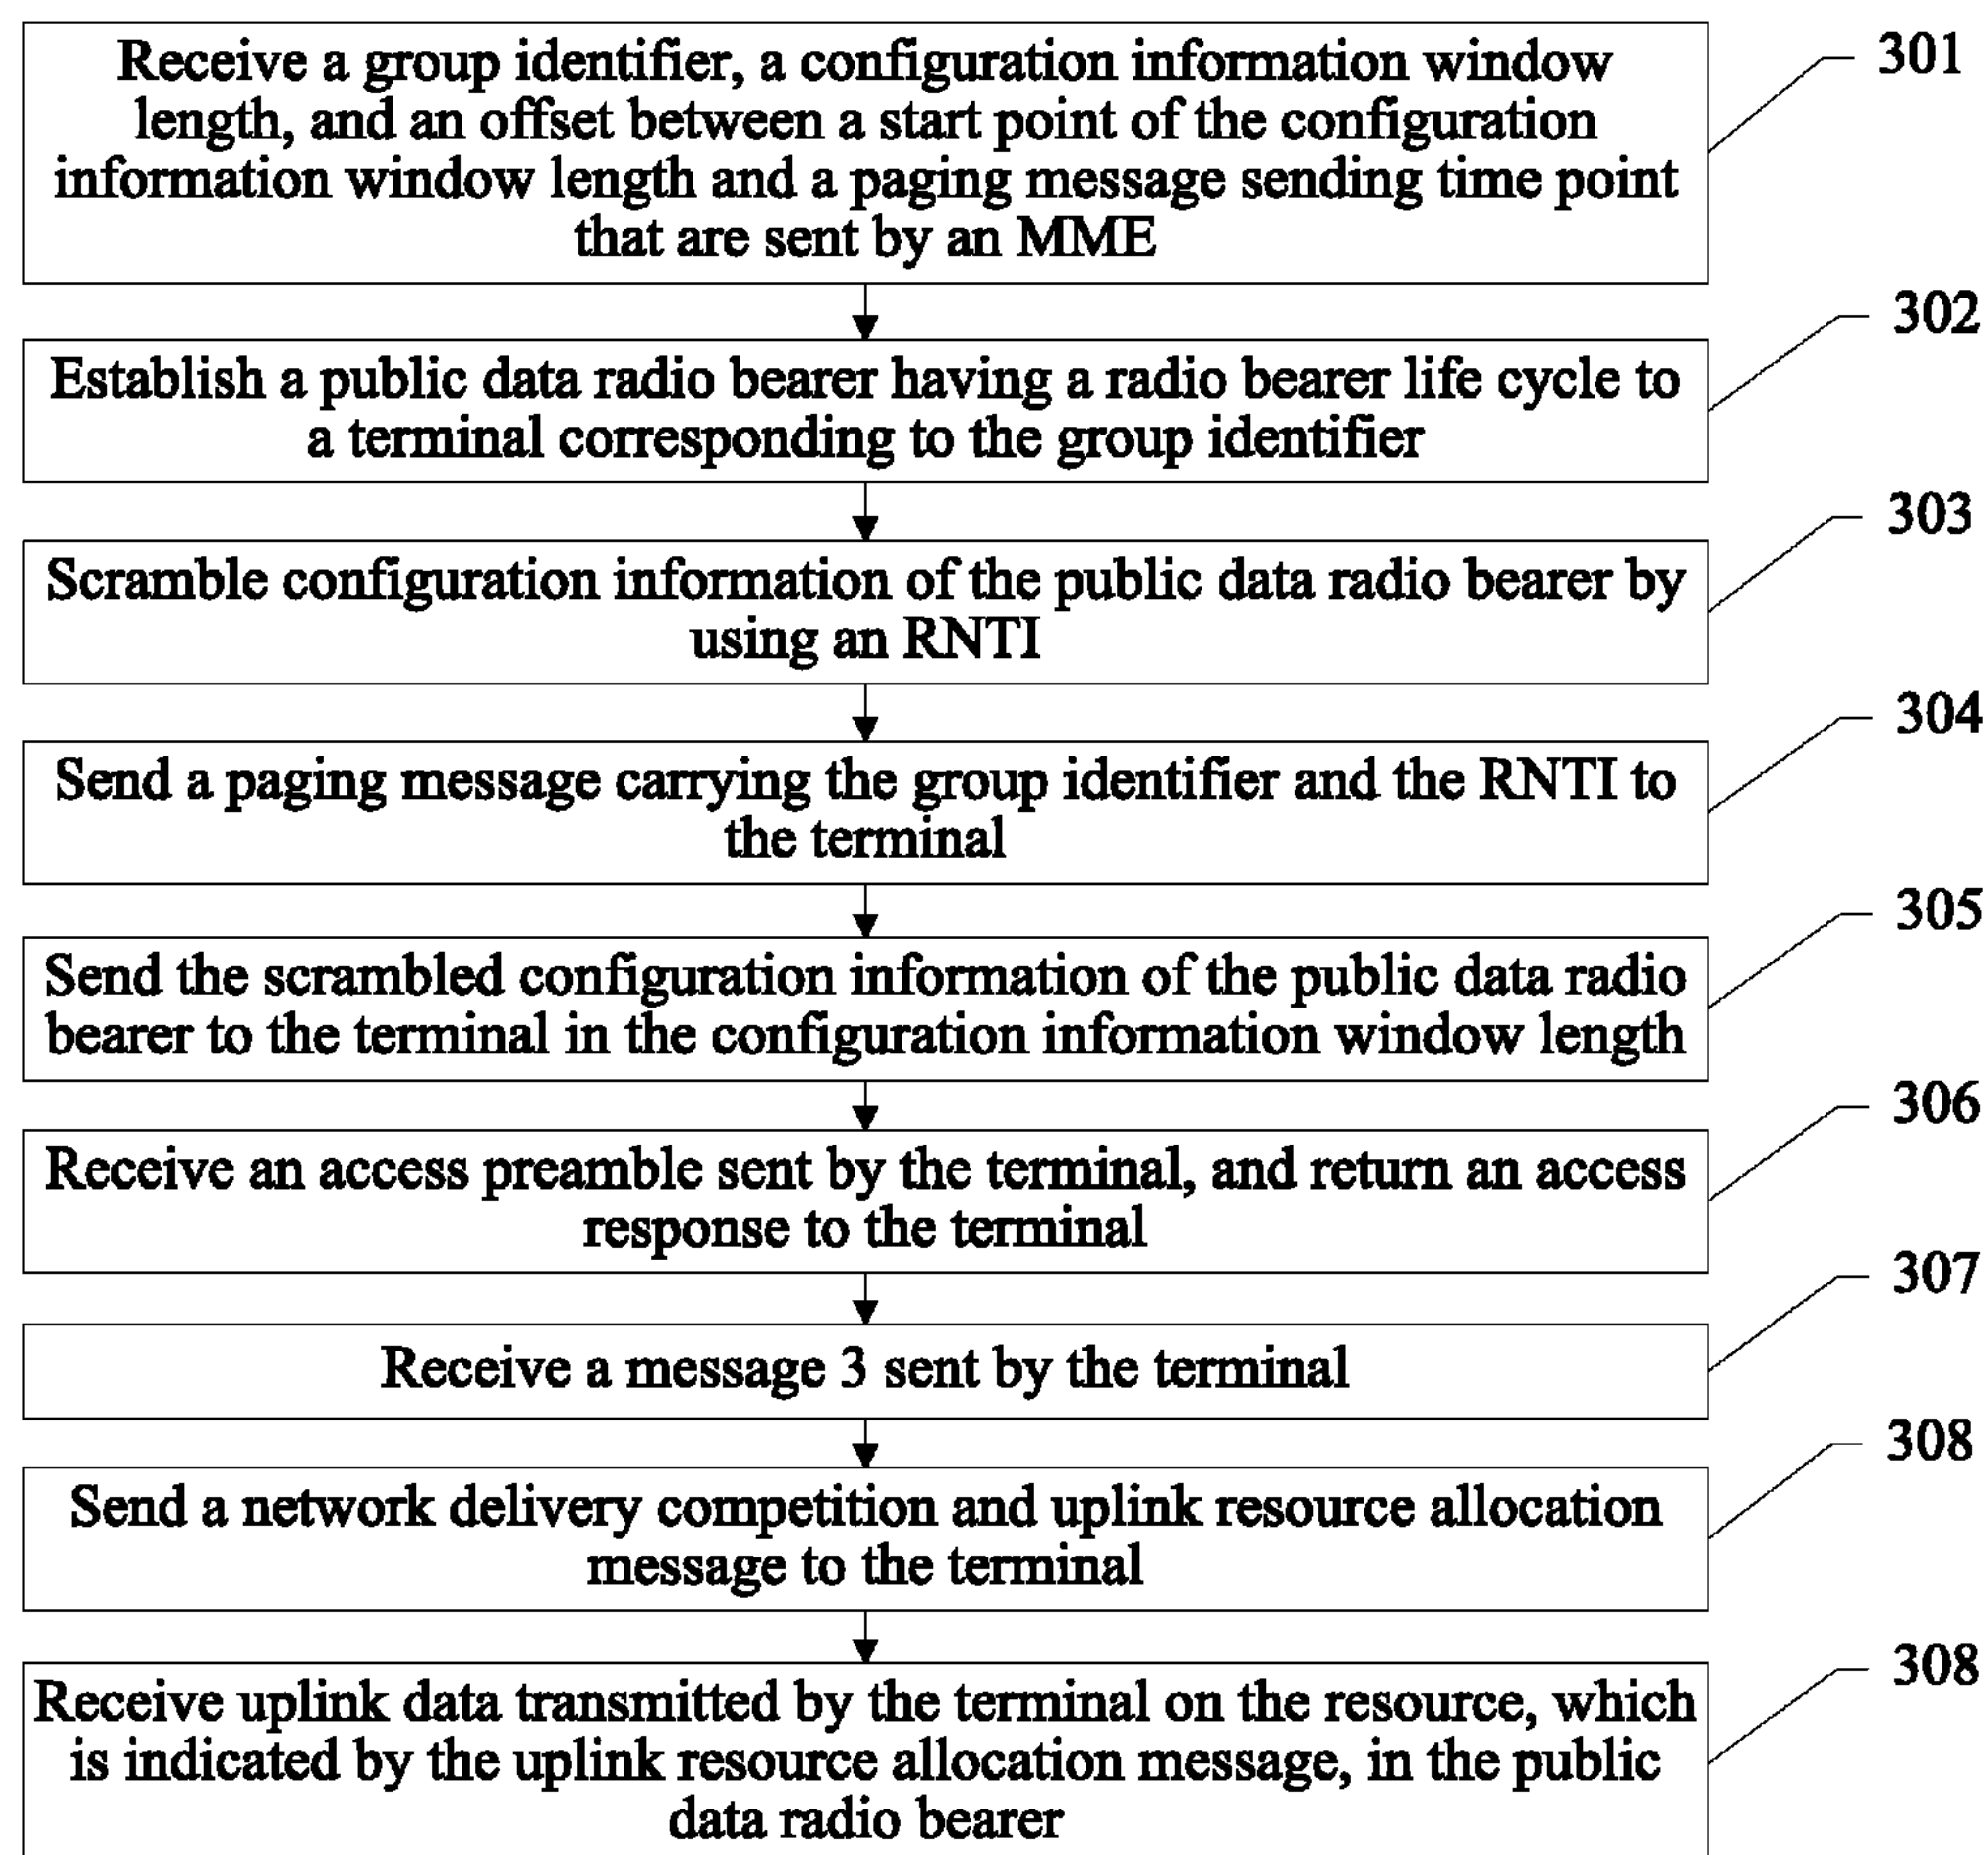 Receive a group identifier, a configuration information window
length, and an offset between a start point of the configuration
information window length and a paging message sending time point
that are sent by an MME
301
Establish a public data radio bearer having a radio bearer life cycle to
a terminal corresponding to the group identifier
302
Scramble configuration information of the public data radio bearer by
using an RNTI
303
Send a paging message carrying the group identifier and the RNTI to
the terminal
304
Send the scrambled configuration information of the public data radio
bearer to the terminal in the configuration information window length
305
Receive an access preamble sent by the terminal, and return an access
response to the terminal
306
Receive a message 3 sent by the terminal
307
Send a network delivery competition and uplink resource allocation
message to the terminal
308
Receive uplink data transmitted by the terminal on the resource, which
is indicated by the uplink resource allocation message, in the public
data radio bearer
308